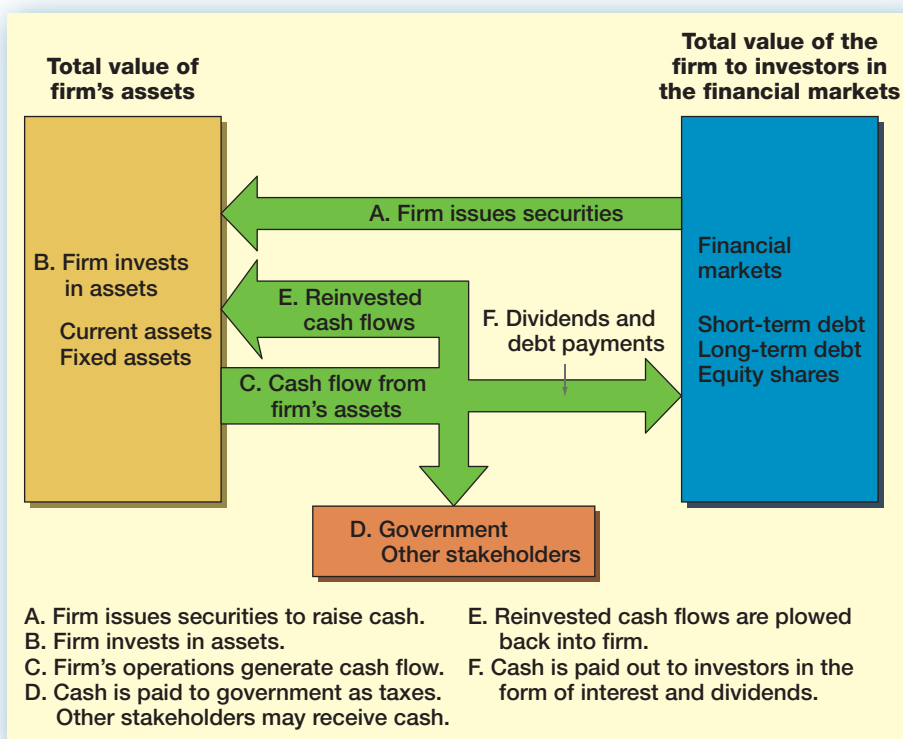 Total value of
firm's assets
Total value of the
firm to investors in
the financial markets
A. Firm issues securities
B. Firm invests
in assets
Current assets
Fixed assets
E. Reinvested
cash flows
C. Cash flow from
firm's assets
F. Dividends and
debt payments
Financial
markets
Short-term debt
Long-term debt
Equity shares
D. Government
Other stakeholders
A. Firm issues securities to raise cash.
B. Firm invests in assets.
C. Firm's operations generate cash flow.
D. Cash is paid to government as taxes.
Other stakeholders may receive cash.
E. Reinvested cash flows are plowed
back into firm.
F. Cash is paid out to investors in the
form of interest and dividends.